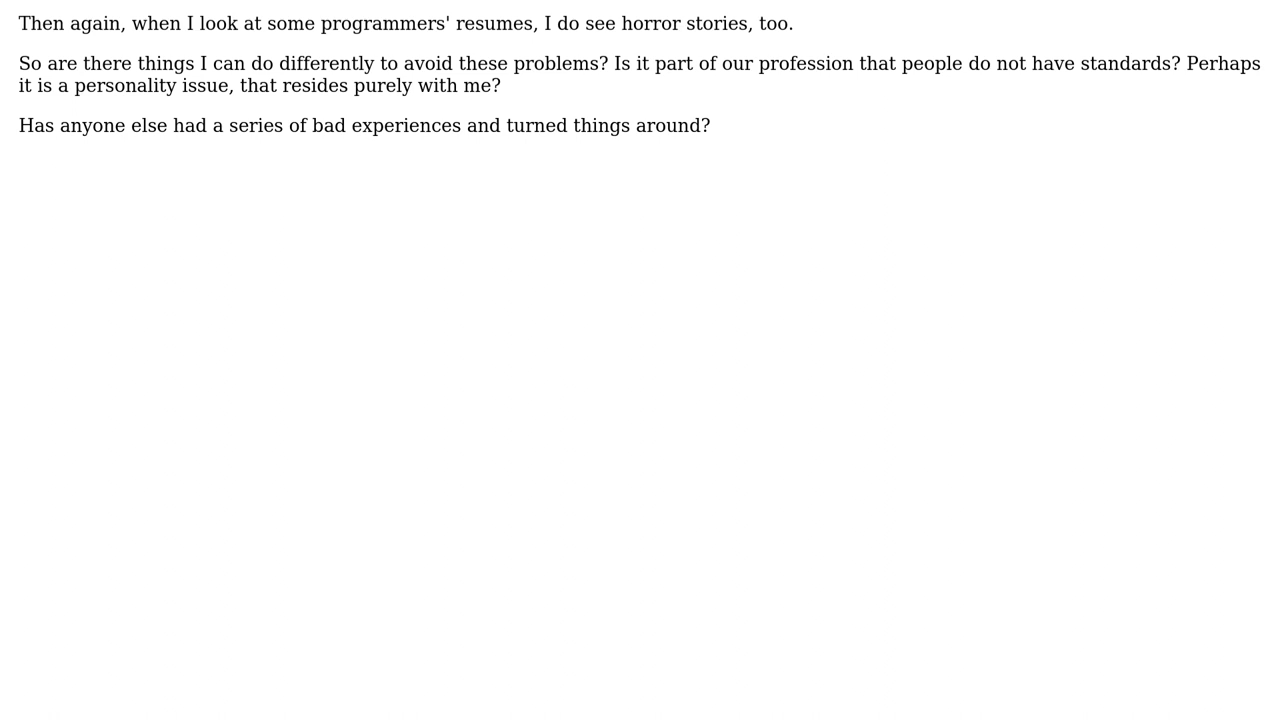 Then again, when I look at some programmers' resumes, I do see horror stories, too.
So are there things I can do differently to avoid these problems? Is it part of our profession that people do not have standards? Perhaps
it is a personality issue, that resides purely with me?
Has anyone else had a series of bad experiences and turned things around?